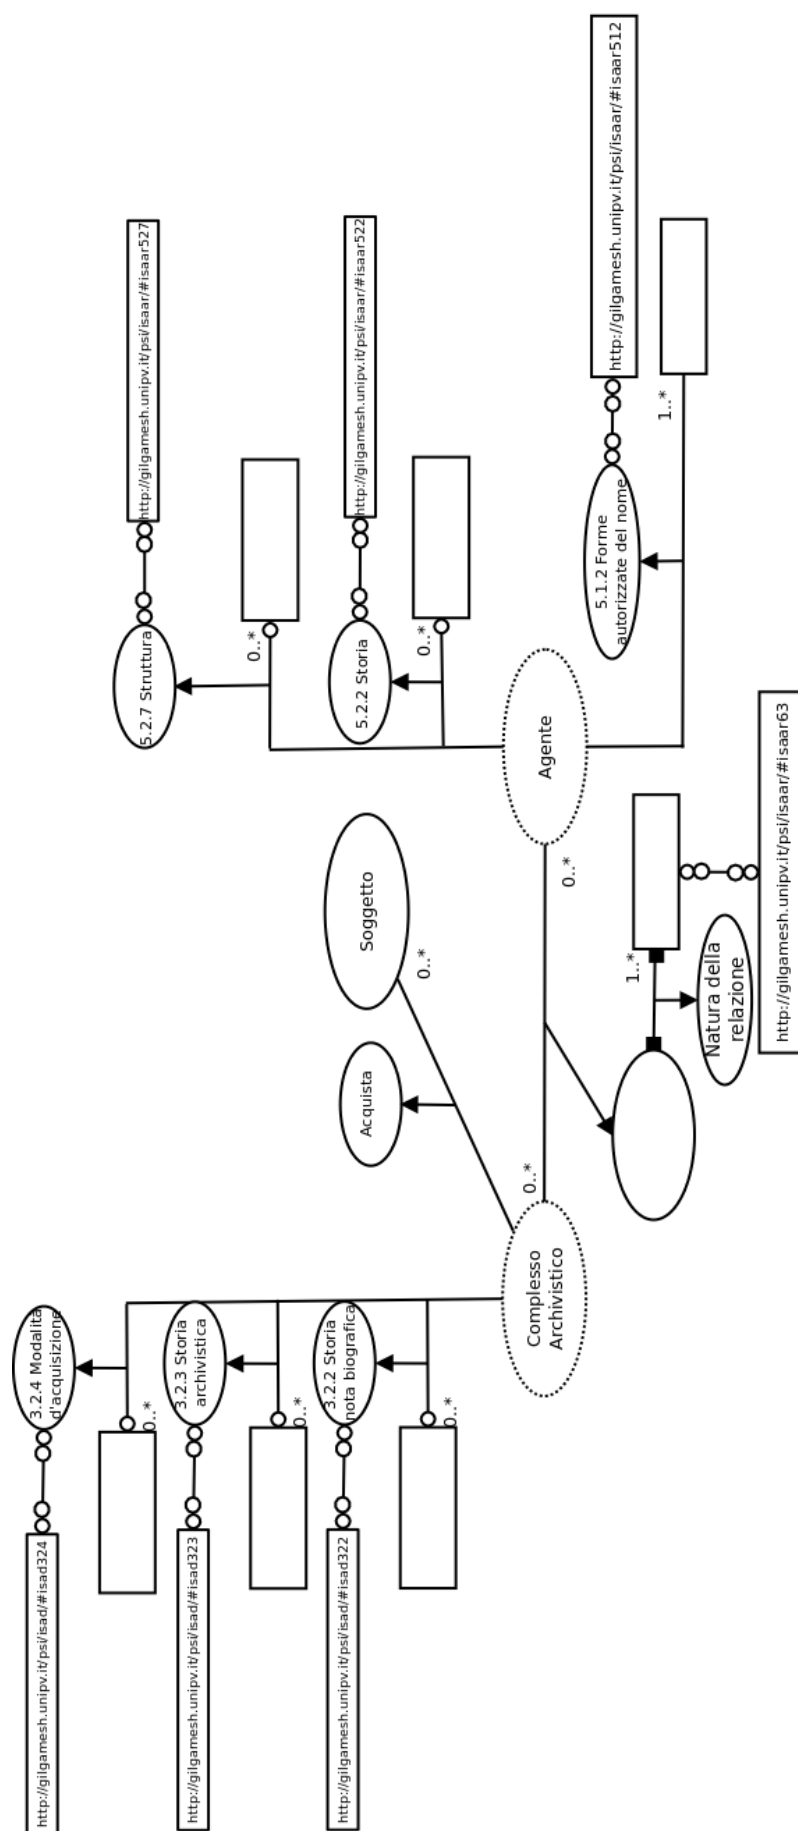 http://gilgamesh.unipv.it/psi/isad/#isad324
3.2.4 Modalità
d'acquisizione
0..*
http://gilgamesh.unipv.it/psi/isad/#isad323
3.2.3 Storia
archivistica
0..*
http://gilgamesh.unipv.it/psi/isad/#isad322
3.2.2 Storia
nota biografica
0..*
Complesso
Archivistico
0..*
Acquista
Soggetto
0..*
5.2.7 Struttura
http://gilgamesh.unipv.it/psi/isaar/#isaar527
0..*
5.2.2 Storia
http://gilgamesh.unipv.it/psi/isaar/#isaar522
0..*
Agente
0..*
5.1.2 Forme
autorizzate del nome
http://gilgamesh.unipv.it/psi/isaar/#isaar512
1..*
1..*
Natura della
relazione
http://gilgamesh.unipv.it/psi/isaar/#isaar63